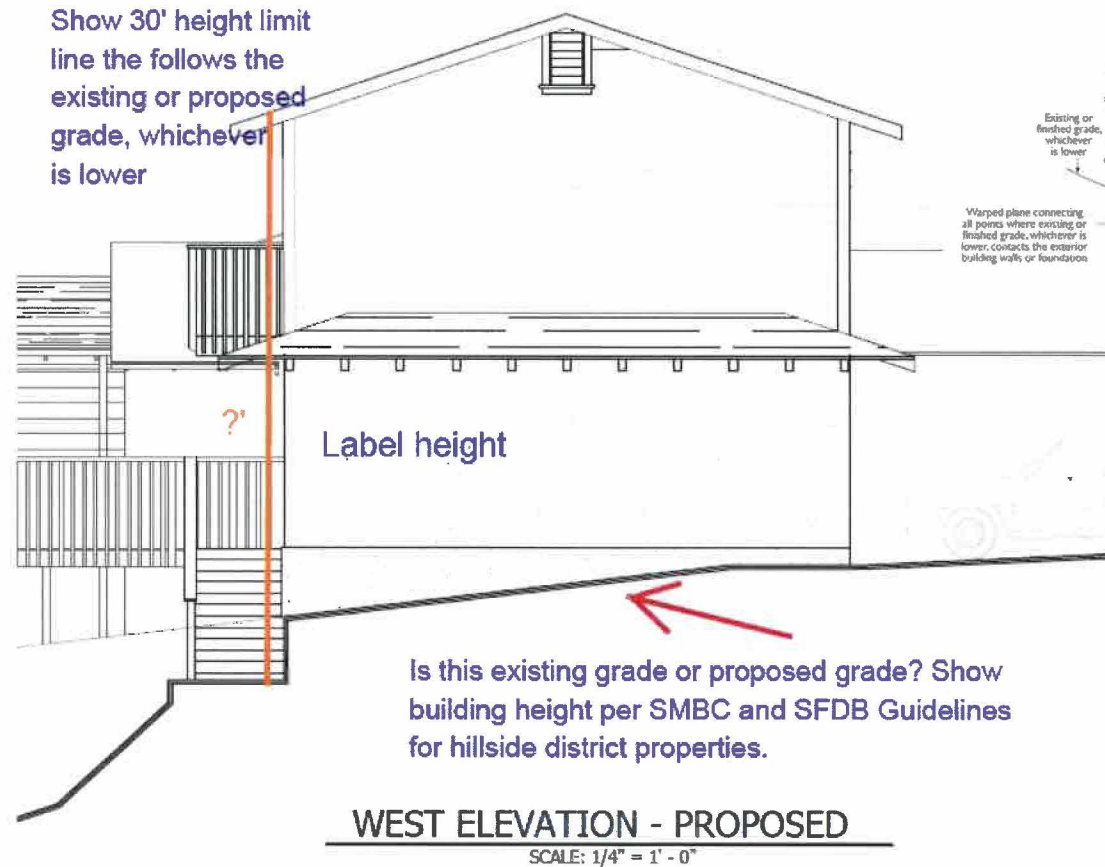 Show 30' height limit
line the follows the
existing or proposed
grade, whichever
is lower
Existing or
finished grade,
whichever
is lower
Warped plane connecting
all points where existing or
finished grade, whichever is
lower, contacts the exterior
building walls or foundation
?'
Label height
Is this existing grade or proposed grade? Show
building height per SMBC and SFDB Guidelines
for hillside district properties.
WEST ELEVATION - PROPOSED
SCALE: 1/4" = 1' - 0"